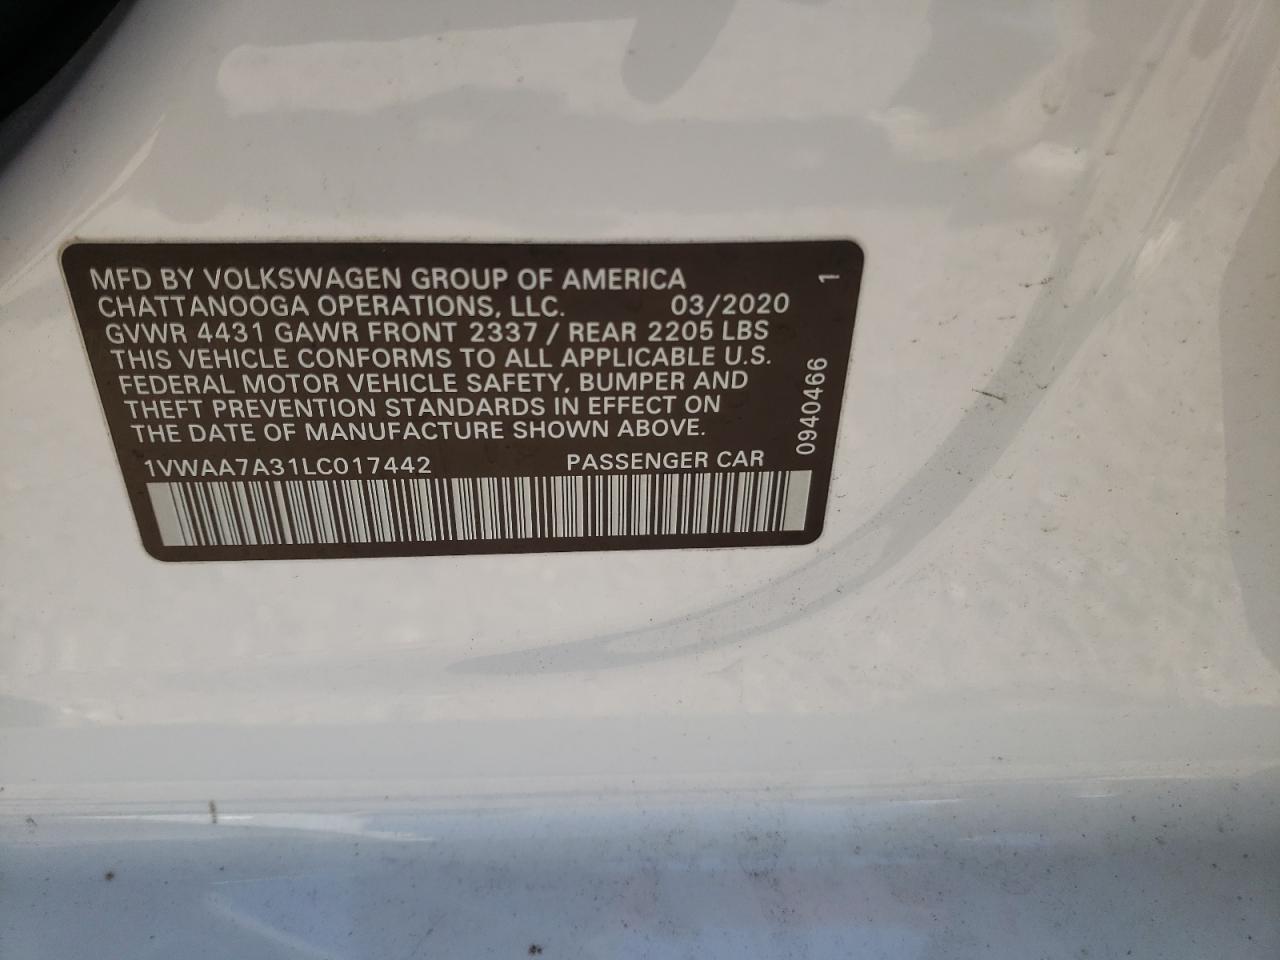 MFD BY VOLKSWAGEN GROUP OF AMERICA
CHATTANOOGA OPERATIONS, LLC. 03/2020
GVWR 4431 GAWR FRONT 2337 / REAR 2205 LBS
THIS VEHICLE CONFORMS TO ALL APPLICABLE U.S.
FEDERAL MOTOR VEHICLE SAFETY, BUMPER AND
THEFT PREVENTION STANDARDS IN EFFECT ON
THE DATE OF MANUFACTURE SHOWN ABOVE.
1VWAA7A31LC017442 PASSENGER CAR
0940466 1